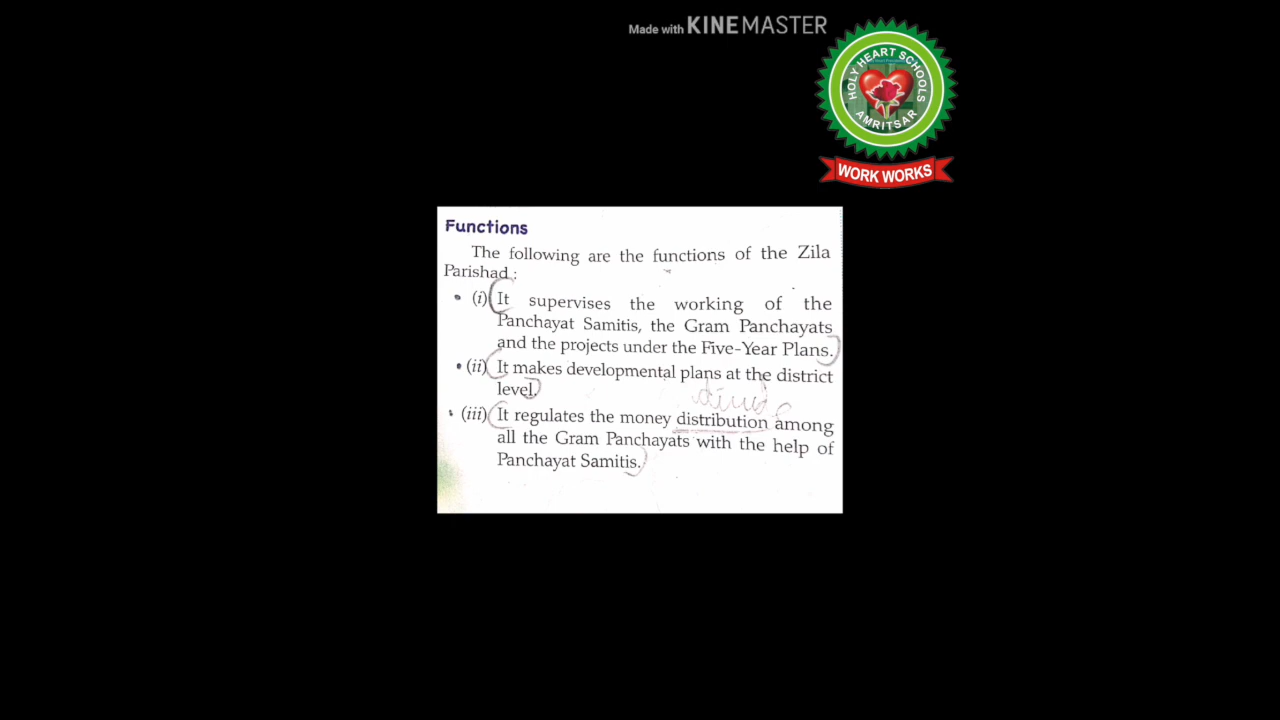 Made with KINEMASTER
HOLY HEART SCHOOLS
AMRITSAR
WORK WORKS
Functions
The following are the functions of the Zila
Parishad :
• (i) It supervises the working of the
Panchayat Samitis, the Gram Panchayats
and the projects under the Five-Year Plans.
• (ii) It makes developmental plans at the district
level.
• (iii) It regulates the money distribution among
all the Gram Panchayats with the help of
Panchayat Samitis.